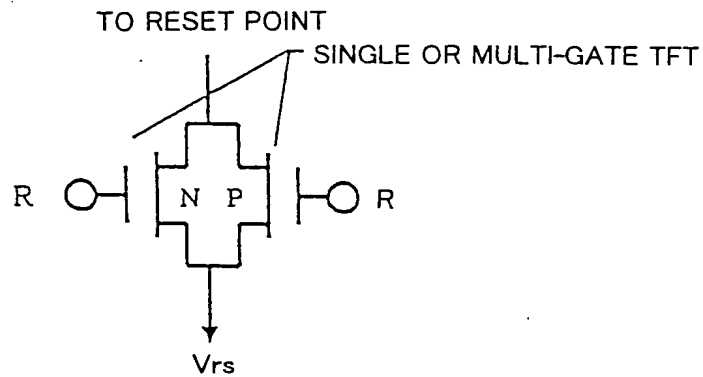 TO RESET POINT
SINGLE OR MULTI-GATE TFT
R N P R
Vrs